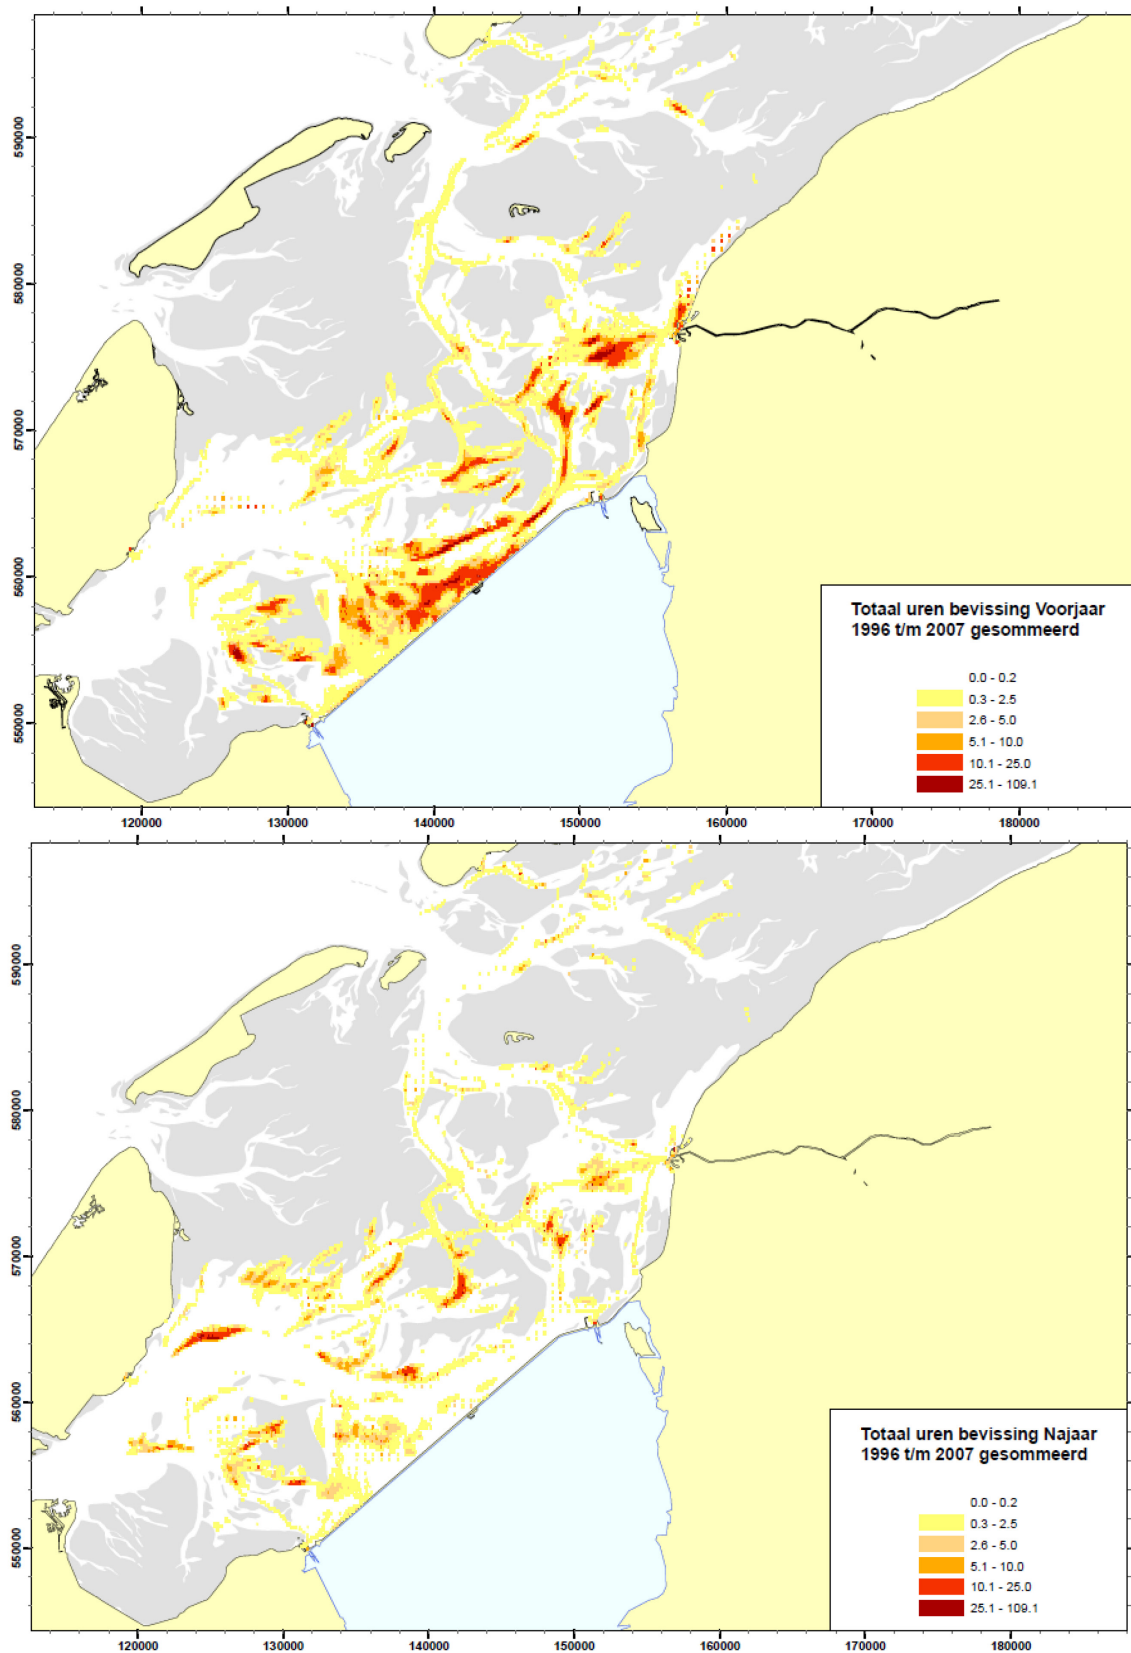 590000
580000
570000
560000
550000
Totaal uren bevissing Voorjaar
1996 t/m 2007 gesommeerd
0.0 - 0.2
0.3 - 2.5
2.6 - 5.0
5.1 - 10.0
10.1 - 25.0
25.1 - 109.1
120000 130000 140000 150000 160000 170000 180000
590000
580000
570000
560000
550000
Totaal uren bevissing Najaar
1996 t/m 2007 gesommeerd
0.0 - 0.2
0.3 - 2.5
2.6 - 5.0
5.1 - 10.0
10.1 - 25.0
25.1 - 109.1
120000 130000 140000 150000 160000 170000 180000